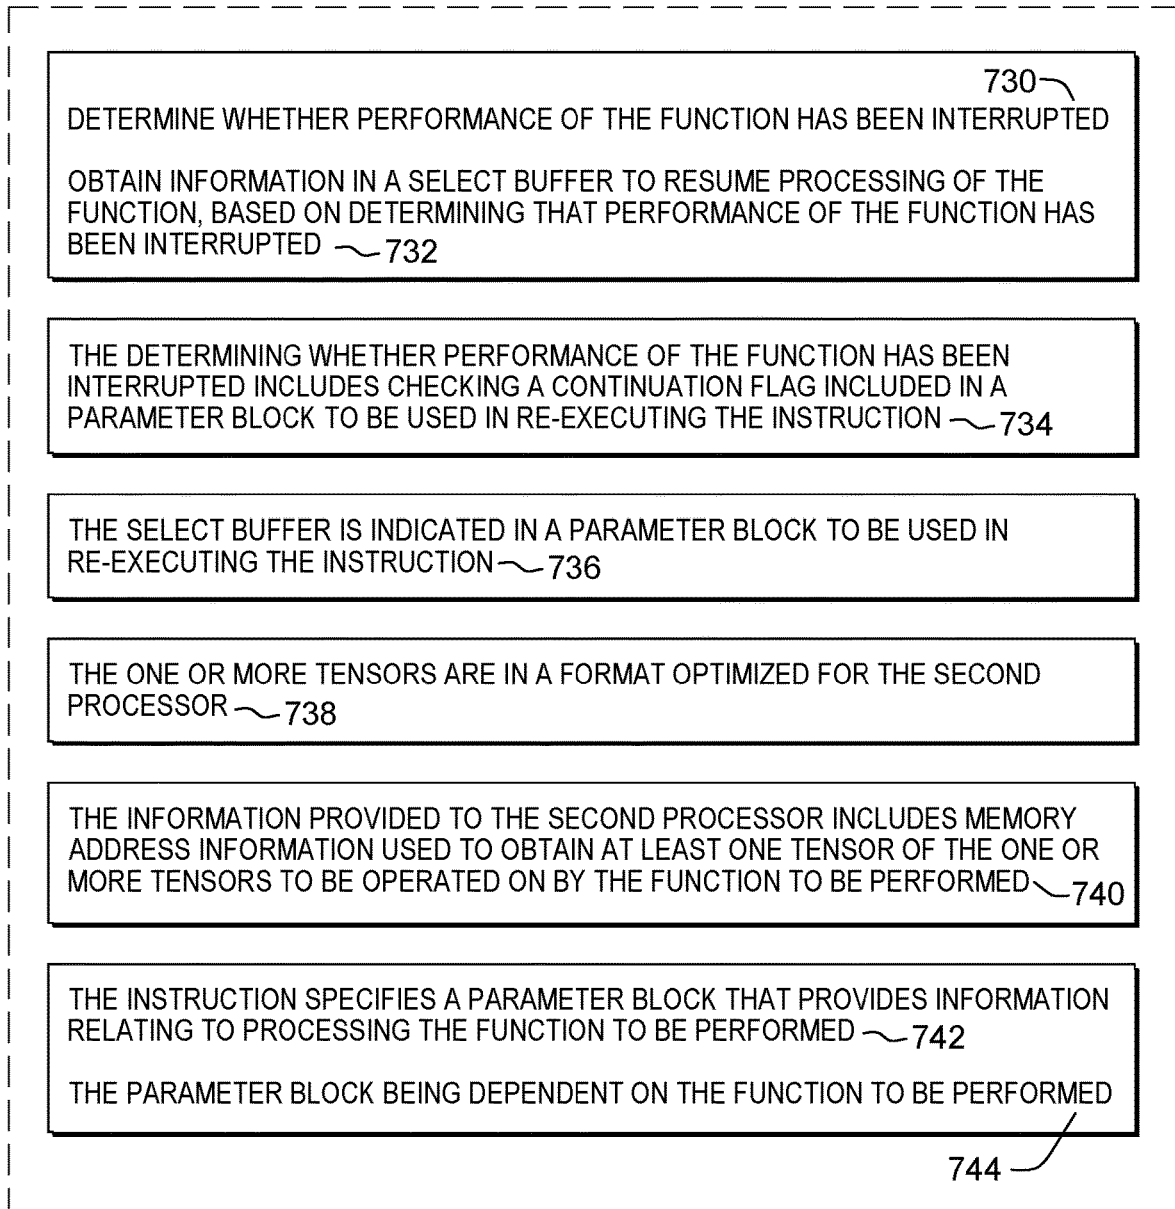 730
DETERMINE WHETHER PERFORMANCE OF THE FUNCTION HAS BEEN INTERRUPTED
OBTAIN INFORMATION IN A SELECT BUFFER TO RESUME PROCESSING OF THE
FUNCTION, BASED ON DETERMINING THAT PERFORMANCE OF THE FUNCTION HAS
BEEN INTERRUPTED 732
THE DETERMINING WHETHER PERFORMANCE OF THE FUNCTION HAS BEEN
INTERRUPTED INCLUDES CHECKING A CONTINUATION FLAG INCLUDED IN A
PARAMETER BLOCK TO BE USED IN RE-EXECUTING THE INSTRUCTION 734
THE SELECT BUFFER IS INDICATED IN A PARAMETER BLOCK TO BE USED IN
RE-EXECUTING THE INSTRUCTION 736
THE ONE OR MORE TENSORS ARE IN A FORMAT OPTIMIZED FOR THE SECOND
PROCESSOR 738
THE INFORMATION PROVIDED TO THE SECOND PROCESSOR INCLUDES MEMORY
ADDRESS INFORMATION USED TO OBTAIN AT LEAST ONE TENSOR OF THE ONE OR
MORE TENSORS TO BE OPERATED ON BY THE FUNCTION TO BE PERFORMED 740
THE INSTRUCTION SPECIFIES A PARAMETER BLOCK THAT PROVIDES INFORMATION
RELATING TO PROCESSING THE FUNCTION TO BE PERFORMED 742
THE PARAMETER BLOCK BEING DEPENDENT ON THE FUNCTION TO BE PERFORMED
744